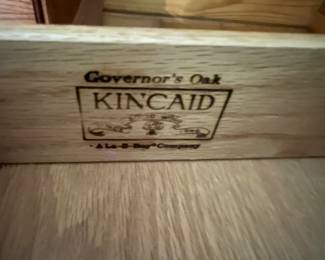 Governor's Oak
KINCAID
A La-Z-Boy® Company